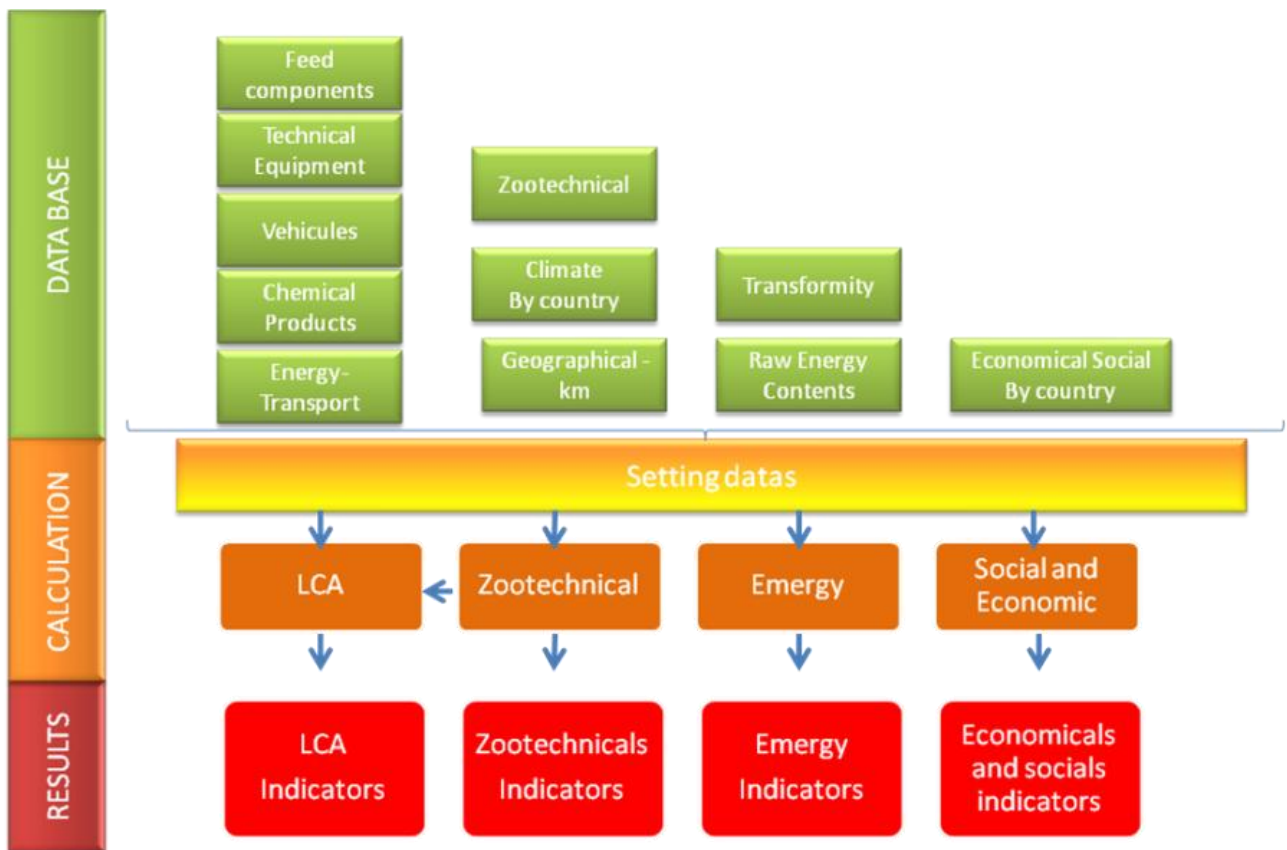 DATA BASE
Feed
components
Technical
Equipment
Vehicules
Chemical
Products
Energy-
Transport
Zootechnical
Climate
By country
Geographical -
km
Transformity
Raw Energy
Contents
Economical Social
By country
CALCULATION
Setting datas
LCA
Zootechnical
Emergy
Social and
Economic
RESULTS
LCA
Indicators
Zootechnicals
Indicators
Emergy
Indicators
Economicals
and socials
indicators